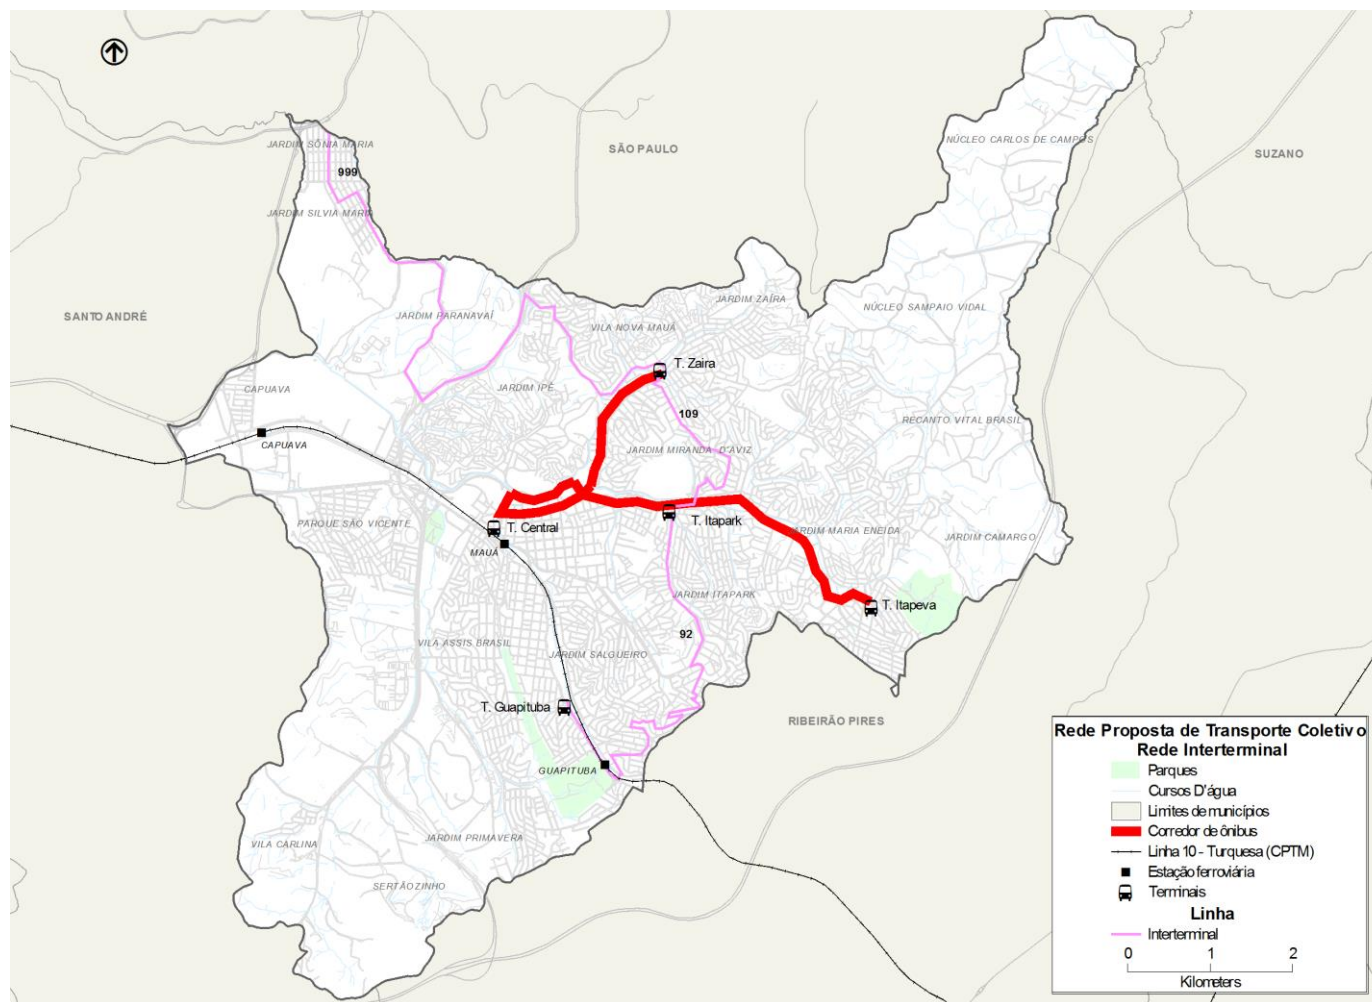 JARDIM SÔNIA MARIA
999
JARDIM SILVIA MARIA
SÃO PAULO
NÚCLEO CARLOS DE CAMPOS
SUZANO
SANTO ANDRÉ
JARDIM PARANAVAÍ
VILA NOVA MAUÁ
JARDIM ZAÍRA
NÚCLEO SAMPAIO VIDAL
T. Zaira
CAPUAVA
JARDIM IPÊ
109
RECANTO VITAL BRASIL
CAPUAVA
JARDIM MIRANDA D'AVIZ
PARQUE SÃO VICENTE
T. Central
T. Itapark
JARDIM MARIA ENEIDA
JARDIM CAMARGO
MAUÁ
JARDIM ITAPARK
T. Itapeva
92
VILA ASSIS BRASIL
JARDIM SALGUEIRO
T. Guapituba
RIBEIRÃO PIRES
GUAPITUBA
JARDIM PRIMAVERA
VILA CARLINA
SERTÃOZINHO
Rede Proposta de Transporte Coletivo
Rede Interterminal
Parques
Cursos D'água
Limites de municípios
Corredor de ônibus
Linha 10 - Turquesa (CPTM)
Estação ferroviária
Terminais
Linha
Interterminal
0 1 2
Kilometers